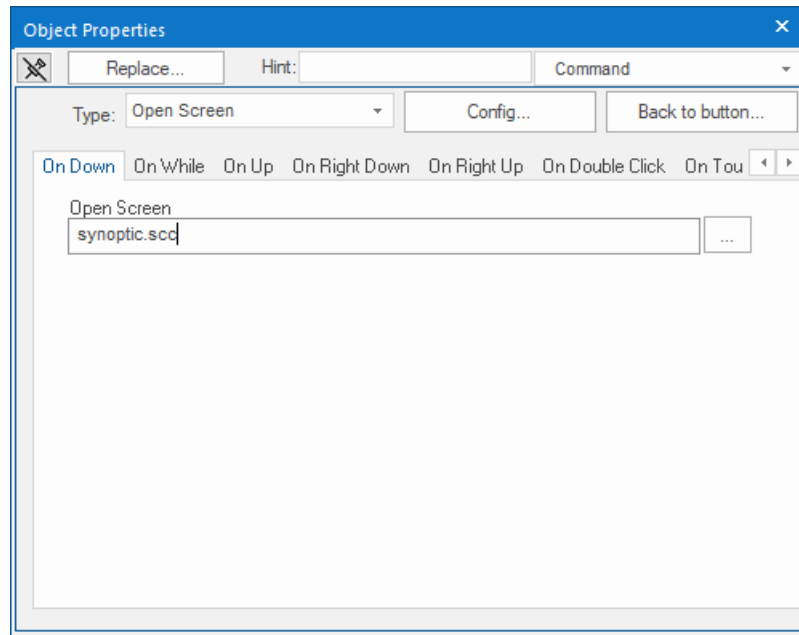 Object Properties
Replace... Hint: Command
Type: Open Screen Config... Back to button...
On Down On While On Up On Right Down On Right Up On Double Click On Tou
Open Screen
synoptic.scc
...